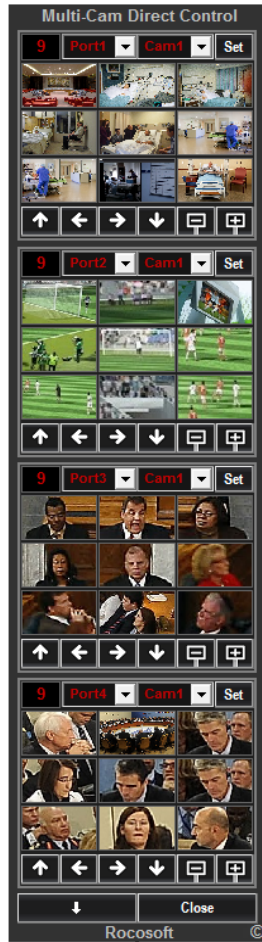 Multi-Cam Direct Control
9 Port1 Cam1 Set
9 Port2 Cam1 Set
9 Port3 Cam1 Set
9 Port4 Cam1 Set
Close
Rocosoft ©